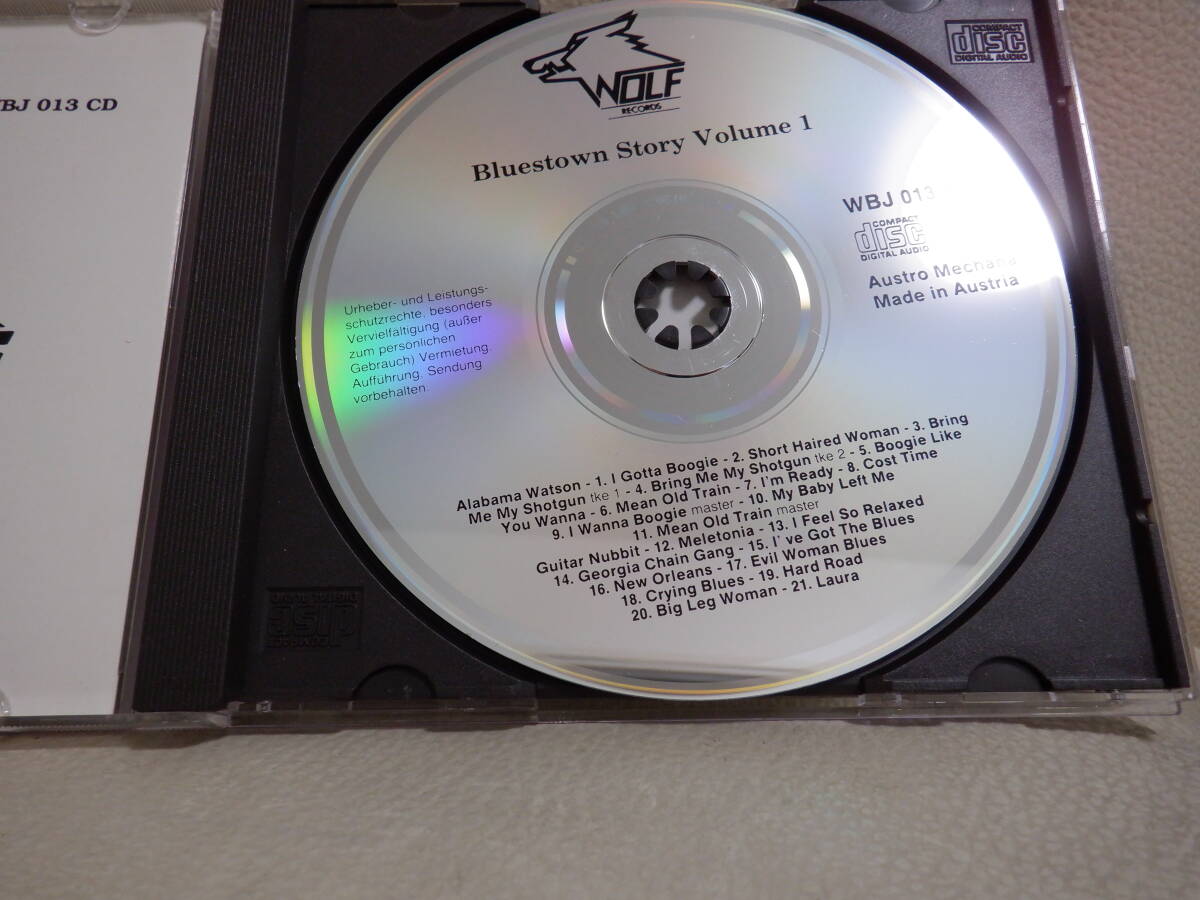 BJ 013 CD
WOLF
RECORDS
Bluestown Story Volume 1
COMPACT
disc
DIGITAL AUDIO
WBJ 013
COMPACT
disc
DIGITAL AUDIO
Austro Mechana
Made in Austria
Urheber- und Leistungs-
schutzrechte, besonders
Vervielfältigung (außer
zum persönlichen
Gebrauch) Vermietung,
Aufführung, Sendung
vorbehalten.
Alabama Watson - 1. I Gotta Boogie - 2. Short Haired Woman - 3. Bring
Me My Shotgun tke 1 - 4. Bring Me My Shotgun tke 2 - 5. Boogie Like
You Wanna - 6. Mean Old Train - 7. I'm Ready - 8. Cost Time
9. I Wanna Boogie master - 10. My Baby Left Me
11. Mean Old Train master
Guitar Nubbit - 12. Meletonia - 13. I Feel So Relaxed
14. Georgia Chain Gang - 15. I've Got The Blues
16. New Orleans - 17. Evil Woman Blues
18. Crying Blues - 19. Hard Road
20. Big Leg Woman - 21. Laura
COMPACT
disc
DIGITAL AUDIO